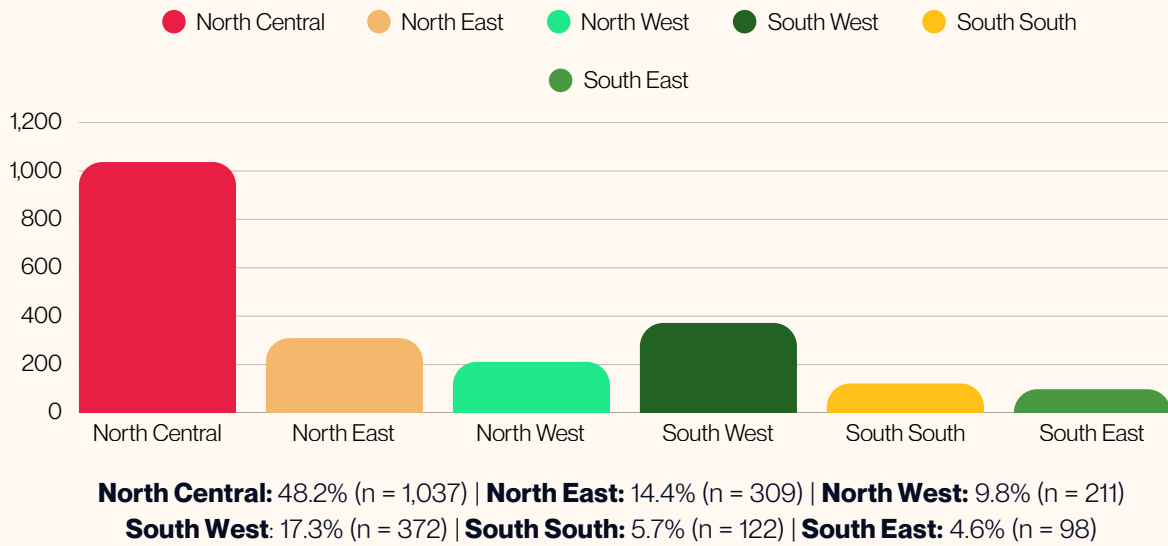 North Central North East North West South West South South
South East
1,200
1,000
800
600
400
200
0
North Central North East North West South West South South South East
North Central: 48.2% (n = 1,037) | North East: 14.4% (n = 309) | North West: 9.8% (n = 211)
South West: 17.3% (n = 372) | South South: 5.7% (n = 122) | South East: 4.6% (n = 98)